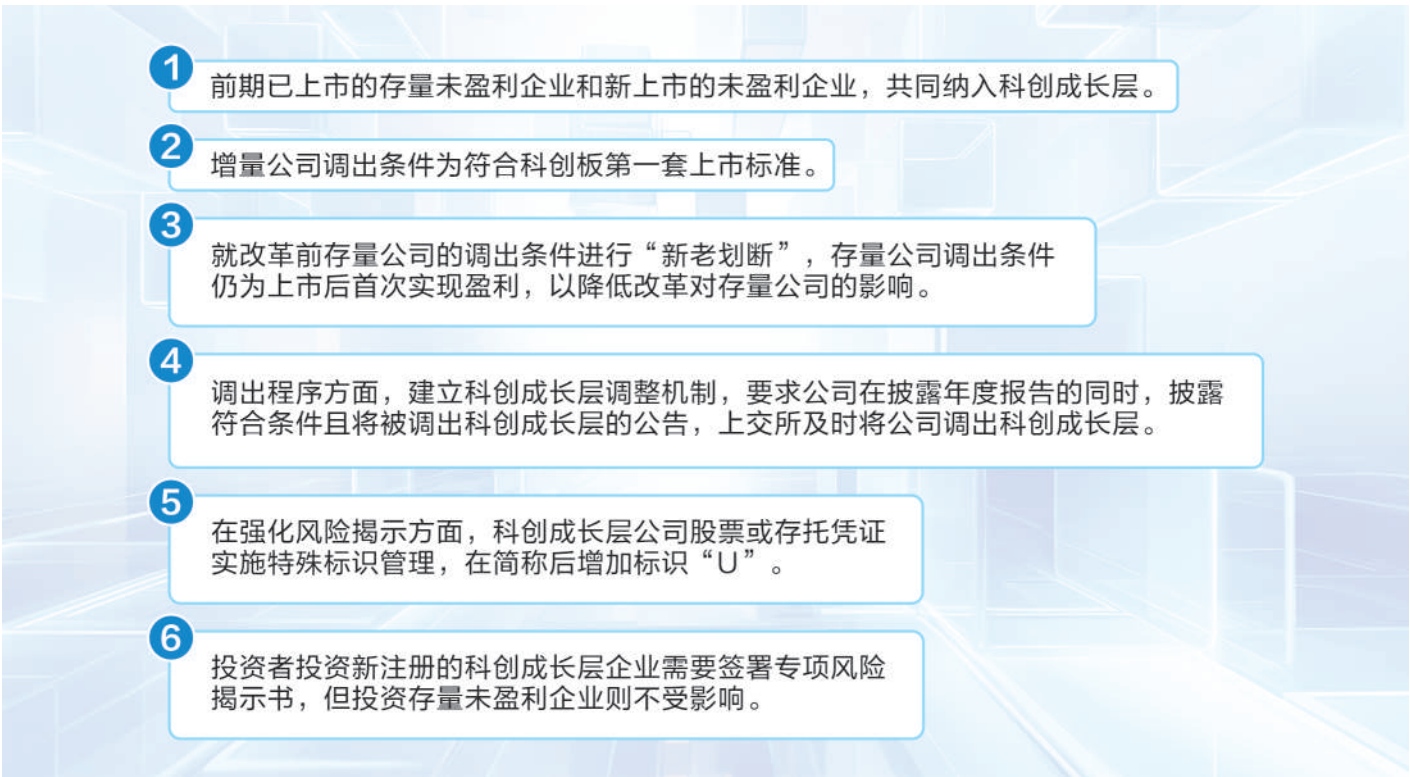 1
前期已上市的存量未盈利企业和新上市的未盈利企业，共同纳入科创成长层。
2
增量公司调出条件为符合科创板第一套上市标准。
3
就改革前存量公司的调出条件进行“新老划断”，存量公司调出条件
仍为上市后首次实现盈利，以降低改革对存量公司的影响。
4
调出程序方面，建立科创成长层调整机制，要求公司在披露年度报告的同时，披露
符合条件且将被调出科创成长层的公告，上交所及时将公司调出科创成长层。
5
在强化风险揭示方面，科创成长层公司股票或存托凭证
实施特殊标识管理，在简称后增加标识“U”。
6
投资者投资新注册的科创成长层企业需要签署专项风险
揭示书，但投资存量未盈利企业则不受影响。